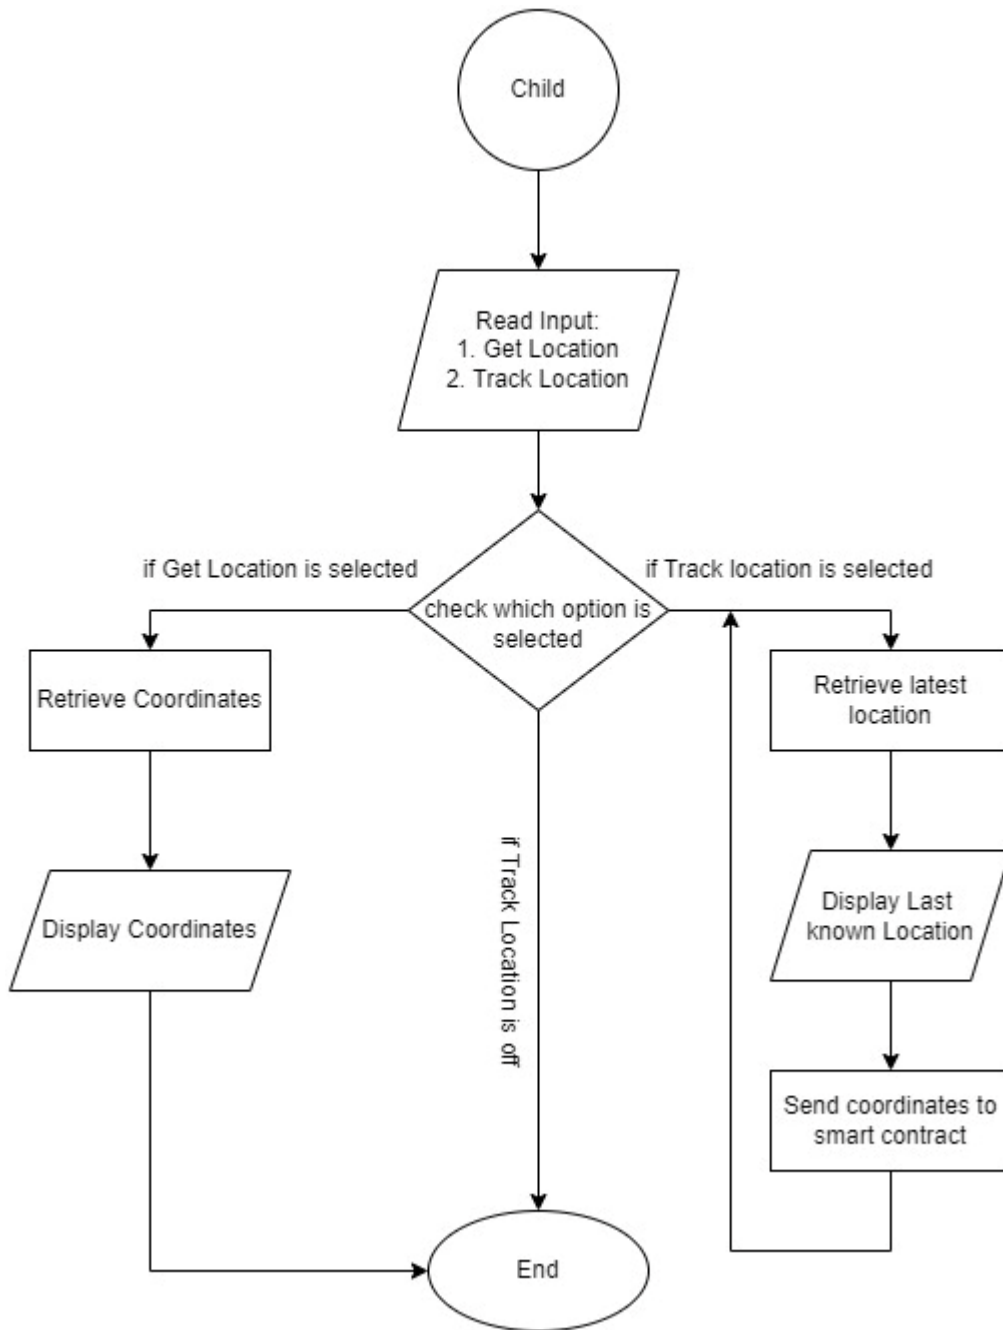 Child
Read Input:
1. Get Location
2. Track Location
if Get Location is selected
if Track location is selected
check which option is
selected
Retrieve Coordinates
Retrieve latest
location
if Track Location is off
Display Coordinates
Display Last
known Location
Send coordinates to
smart contract
End